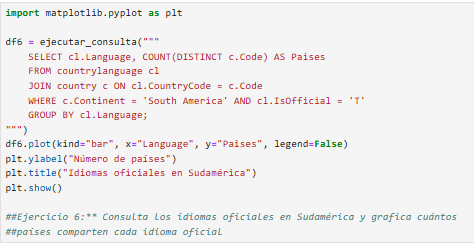 import matplotlib.pyplot as plt
df6 = ejecutar_consulta("""
SELECT cl.Language, COUNT(DISTINCT c.Code) AS Paises
FROM countrylanguage cl
JOIN country c ON cl.CountryCode = c.Code
WHERE c.Continent = 'South America' AND cl.IsOfficial = 'T'
GROUP BY cl.Language;
""")
df6.plot(kind="bar", x="Language", y="Paises", legend=False)
plt.ylabel("Número de países")
plt.title("Idiomas oficiales en Sudamérica")
plt.show()
##Ejercicio 6:** Consulta los idiomas oficiales en Sudamérica y grafica cuántos
##países comparten cada idioma oficial